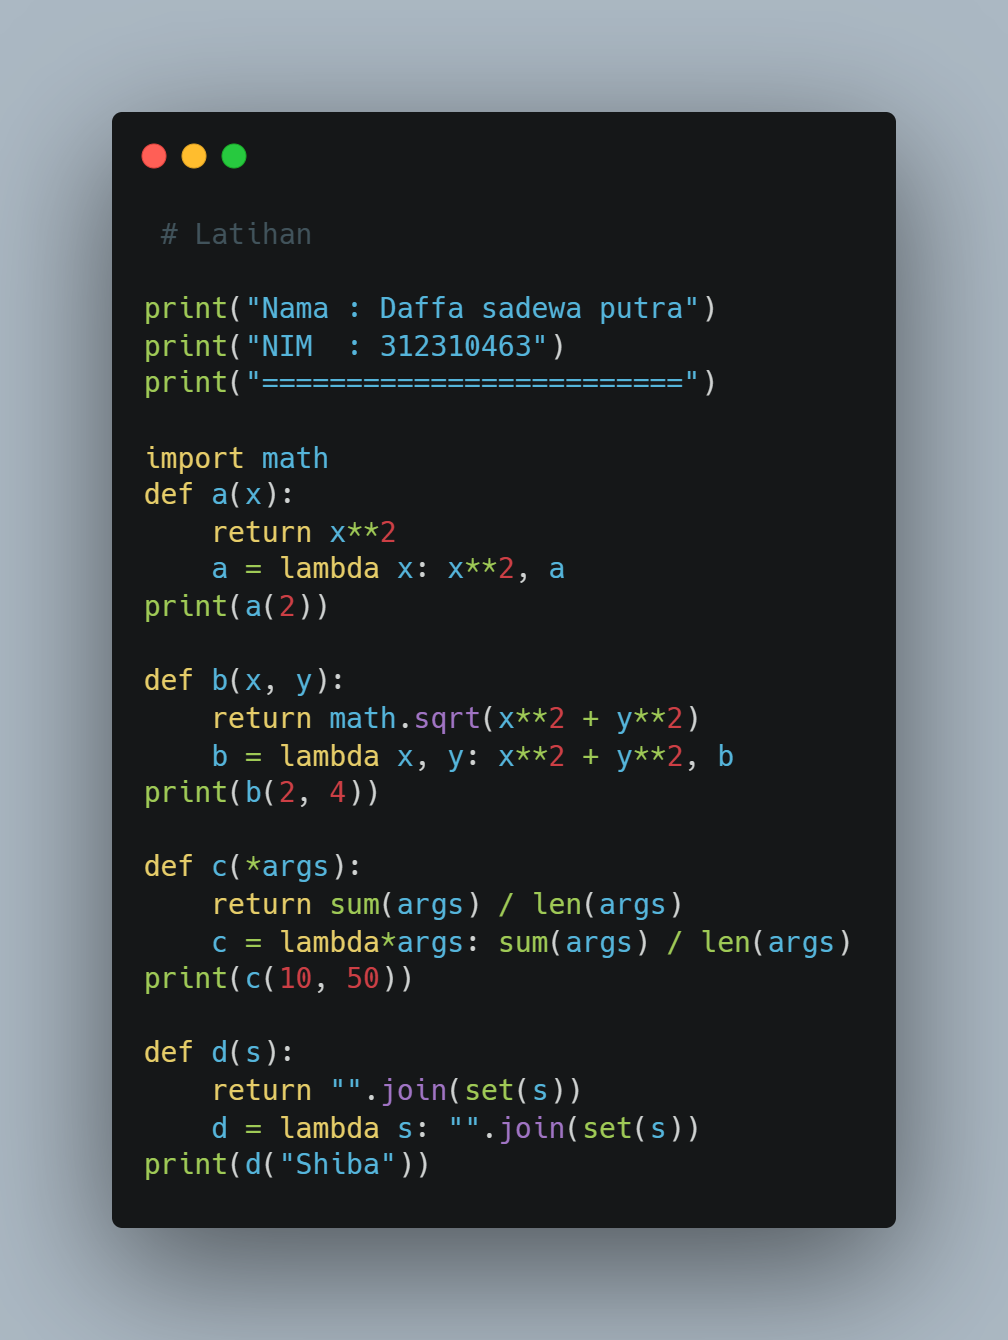 # Latihan
print("Nama : Daffa sadewa putra")
print("NIM  : 312310463")
print("=========================")
import math
def a(x):
    return x**2
    a = lambda x: x**2, a
print(a(2))
def b(x, y):
    return math.sqrt(x**2 + y**2)
    b = lambda x, y: x**2 + y**2, b
print(b(2, 4))
def c(*args):
    return sum(args) / len(args)
    c = lambda*args: sum(args) / len(args)
print(c(10, 50))
def d(s):
    return "".join(set(s))
    d = lambda s: "".join(set(s))
print(d("Shiba"))